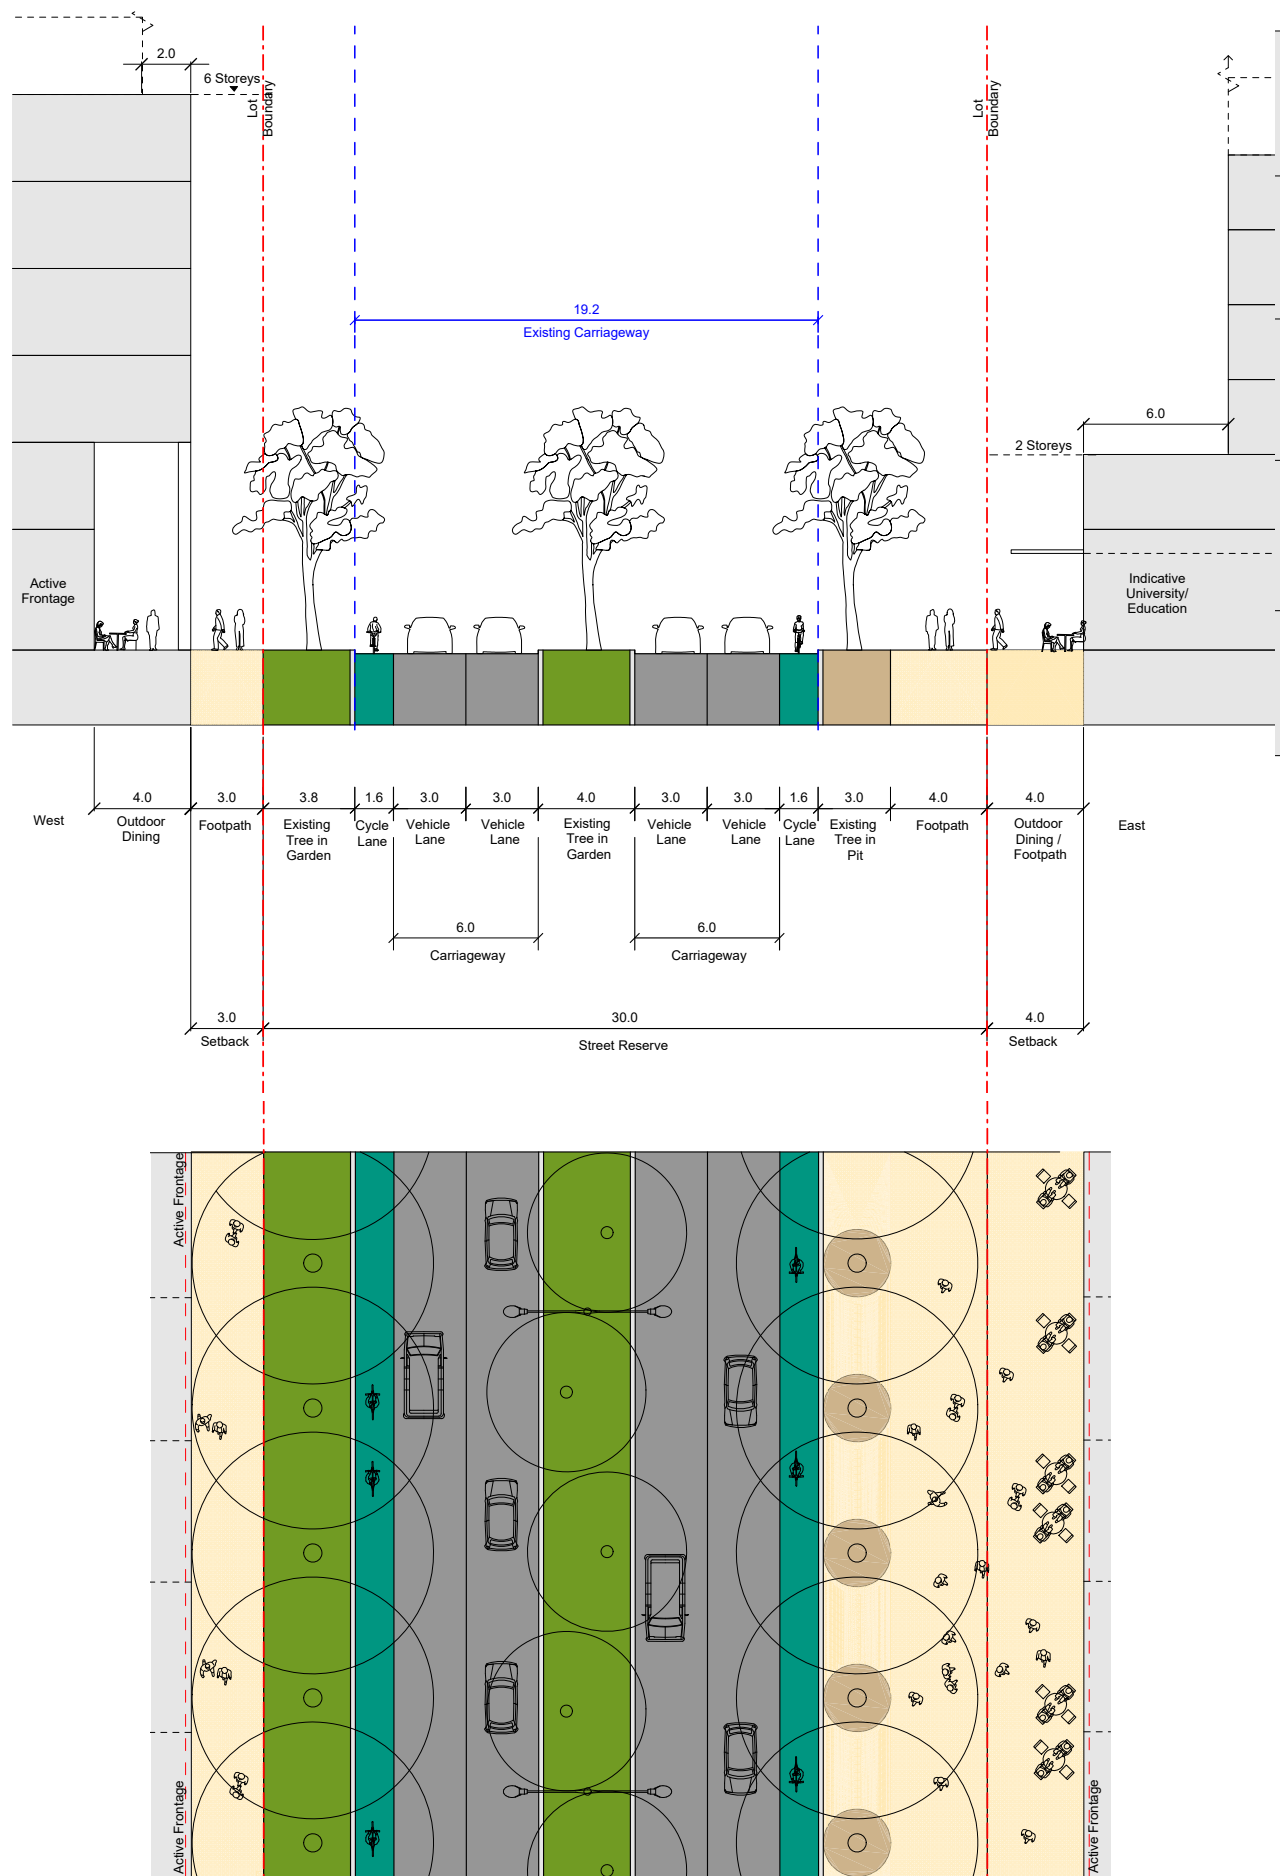 2.0
6 Storeys
Lot
Boundary
Lot
Boundary
19.2
Existing Carriageway
6.0
2 Storeys
Active
Frontage
Indicative
University/
Education
West
4.0
Outdoor
Dining
3.0
Footpath
3.8
Existing
Tree in
Garden
1.6
Cycle
Lane
3.0
Vehicle
Lane
3.0
Vehicle
Lane
4.0
Existing
Tree in
Garden
3.0
Vehicle
Lane
3.0
Vehicle
Lane
1.6
Cycle
Lane
3.0
Existing
Tree in
Pit
4.0
Footpath
4.0
Outdoor
Dining /
Footpath
East
6.0
Carriageway
6.0
Carriageway
3.0
Setback
30.0
Street Reserve
4.0
Setback
Active Frontage
Active Frontage
Active Frontage